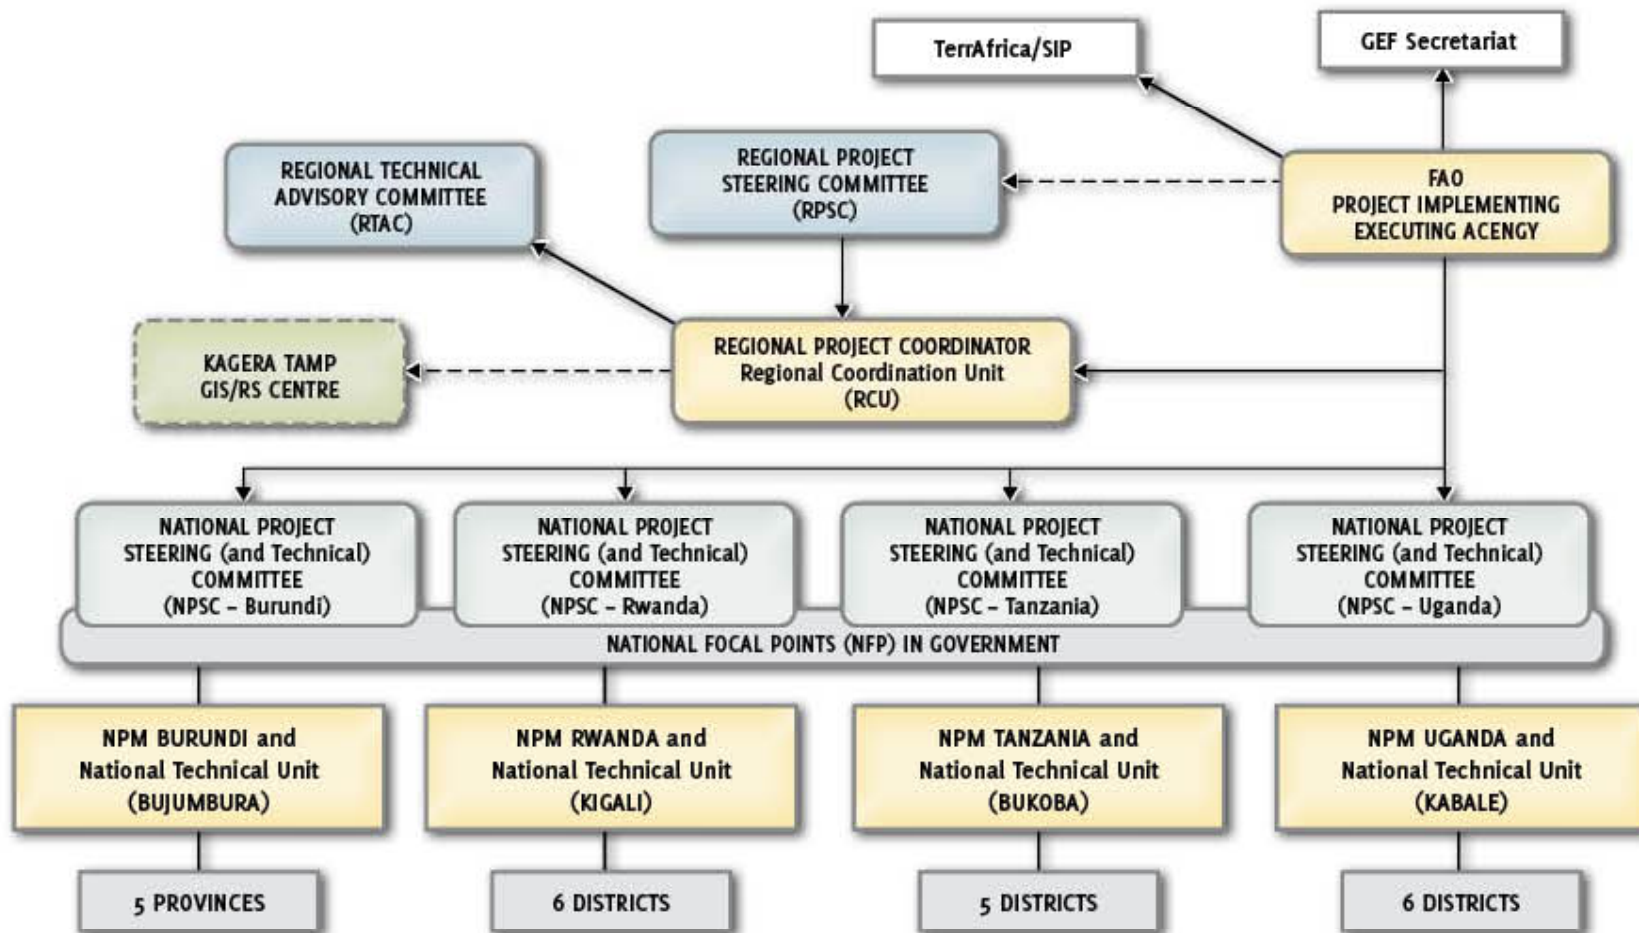 TerrAfrica/SIP
GEF Secretariat
REGIONAL TECHNICAL
ADVISORY COMMITTEE
(RTAC)
REGIONAL PROJECT
STEERING COMMITTEE
(RPSC)
FAO
PROJECT IMPLEMENTING
EXECUTING ACENGY
KAGERA TAMP
GIS/RS CENTRE
REGIONAL PROJECT COORDINATOR
Regional Coordination Unit
(RCU)
NATIONAL PROJECT
STEERING (and Technical)
COMMITTEE
(NPSC – Burundi)
NATIONAL PROJECT
STEERING (and Technical)
COMMITTEE
(NPSC – Rwanda)
NATIONAL PROJECT
STEERING (and Technical)
COMMITTEE
(NPSC – Tanzania)
NATIONAL PROJECT
STEERING (and Technical)
COMMITTEE
(NPSC – Uganda)
NATIONAL FOCAL POINTS (NFP) IN GOVERNMENT
NPM BURUNDI and
National Technical Unit
(BUJUMBURA)
NPM RWANDA and
National Technical Unit
(KIGALI)
NPM TANZANIA and
National Technical Unit
(BUKOBA)
NPM UGANDA and
National Technical Unit
(KABALE)
5 PROVINCES
6 DISTRICTS
5 DISTRICTS
6 DISTRICTS